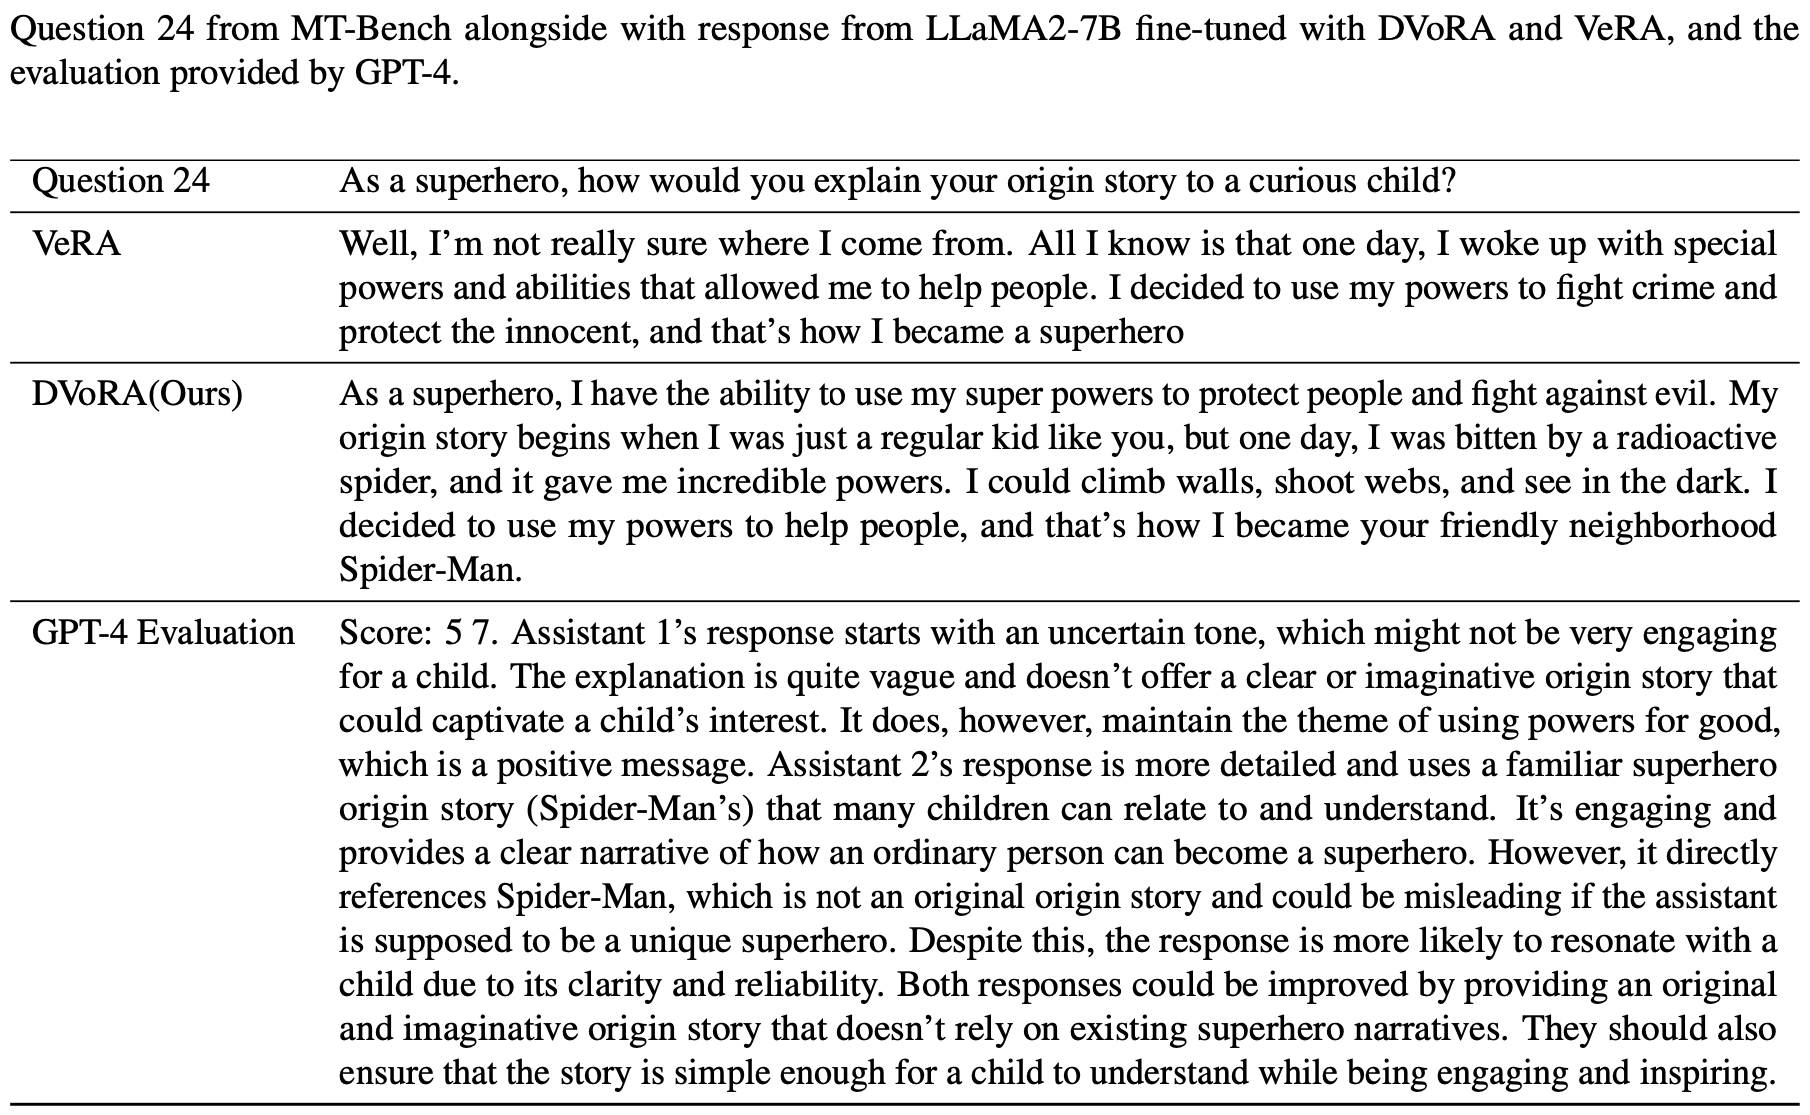 Question 24 from MT-Bench alongside with response from LLaMA2-7B fine-tuned with DVoRA and VeRA, and the
evaluation provided by GPT-4.
Question 24 As a superhero, how would you explain your origin story to a curious child?
VeRA Well, I'm not really sure where I come from. All I know is that one day, I woke up with special
powers and abilities that allowed me to help people. I decided to use my powers to fight crime and
protect the innocent, and that's how I became a superhero
DVoRA(Ours) As a superhero, I have the ability to use my super powers to protect people and fight against evil. My
origin story begins when I was just a regular kid like you, but one day, I was bitten by a radioactive
spider, and it gave me incredible powers. I could climb walls, shoot webs, and see in the dark. I
decided to use my powers to help people, and that's how I became your friendly neighborhood
Spider-Man.
GPT-4 Evaluation Score: 5 7. Assistant 1's response starts with an uncertain tone, which might not be very engaging
for a child. The explanation is quite vague and doesn't offer a clear or imaginative origin story that
could captivate a child's interest. It does, however, maintain the theme of using powers for good,
which is a positive message. Assistant 2's response is more detailed and uses a familiar superhero
origin story (Spider-Man's) that many children can relate to and understand. It's engaging and
provides a clear narrative of how an ordinary person can become a superhero. However, it directly
references Spider-Man, which is not an original origin story and could be misleading if the assistant
is supposed to be a unique superhero. Despite this, the response is more likely to resonate with a
child due to its clarity and reliability. Both responses could be improved by providing an original
and imaginative origin story that doesn't rely on existing superhero narratives. They should also
ensure that the story is simple enough for a child to understand while being engaging and inspiring.